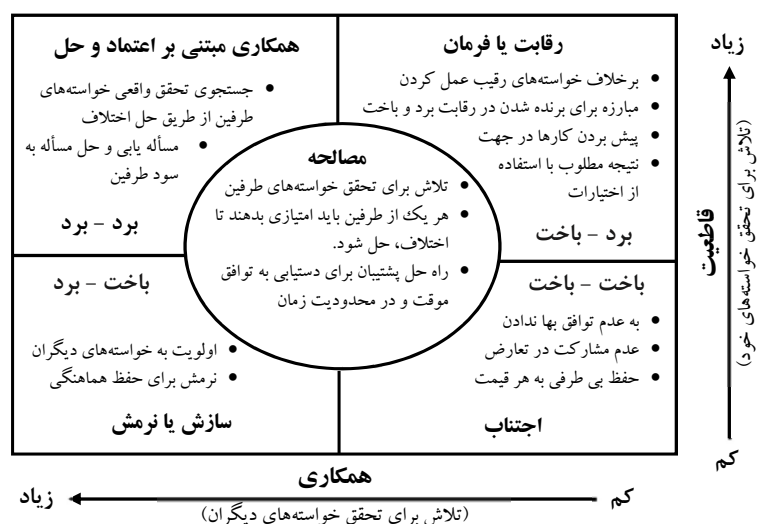 رقابت یا فرمان
برخلاف خواسته‌های رقیب عمل کردن
مبارزه برای برنده شدن در رقابت برد و باخت
پیش بردن کارها در جهت
نتیجه مطلوب با استفاده
از اختیارات
برد – باخت
همکاری مبتنی بر اعتماد و حل
جستجوی تحقق واقعی خواسته‌های
طرفین از طریق حل اختلاف
مسأله یابی و حل مسأله به
سود طرفین
برد – برد
مصالحه
تلاش برای تحقق خواسته‌های طرفین
هر یک از طرفین باید امتیازی بدهند تا
اختلاف، حل شود.
راه حل پشتیبان برای دستیابی به توافق
موقت و در محدودیت زمان
باخت – باخت
به عدم توافق بها ندادن
عدم مشارکت در تعارض
حفظ بی طرفی به هر قیمت
اجتناب
باخت – برد
اولویت به خواسته‌های دیگران
نرمش برای حفظ هماهنگی
سازش یا نرمش
زیاد
قاطعیت
(تلاش برای تحقق خواسته‌های خود)
کم
همکاری
کم
زیاد
(تلاش برای تحقق خواسته‌های دیگران)